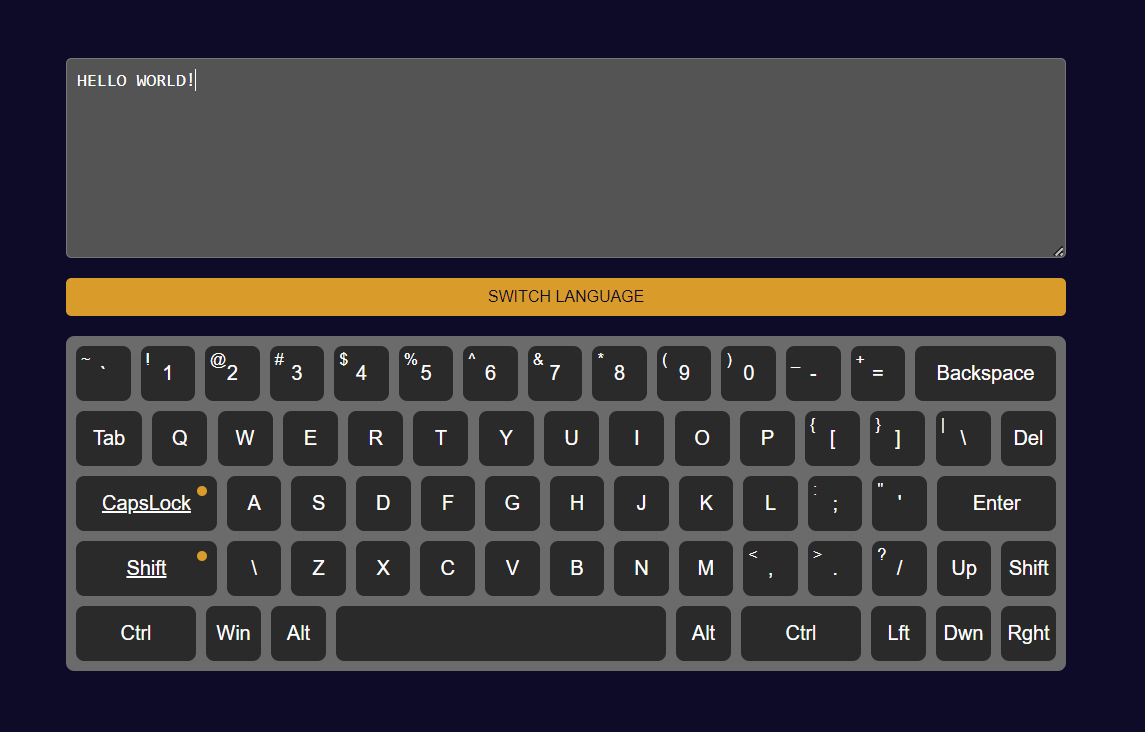 HELLO WORLD!
SWITCH LANGUAGE
~ ` ! 1 @ 2 # 3 $ 4 % 5 ^ 6 & 7 * 8 ( 9 ) 0 _ - + = Backspace
Tab Q W E R T Y U I O P { [ } ] | \ Del
CapsLock A S D F G H J K L : ; " ' Enter
Shift \ Z X C V B N M < , > . ? / Up Shift
Ctrl Win Alt Alt Ctrl Lft Dwn Rght